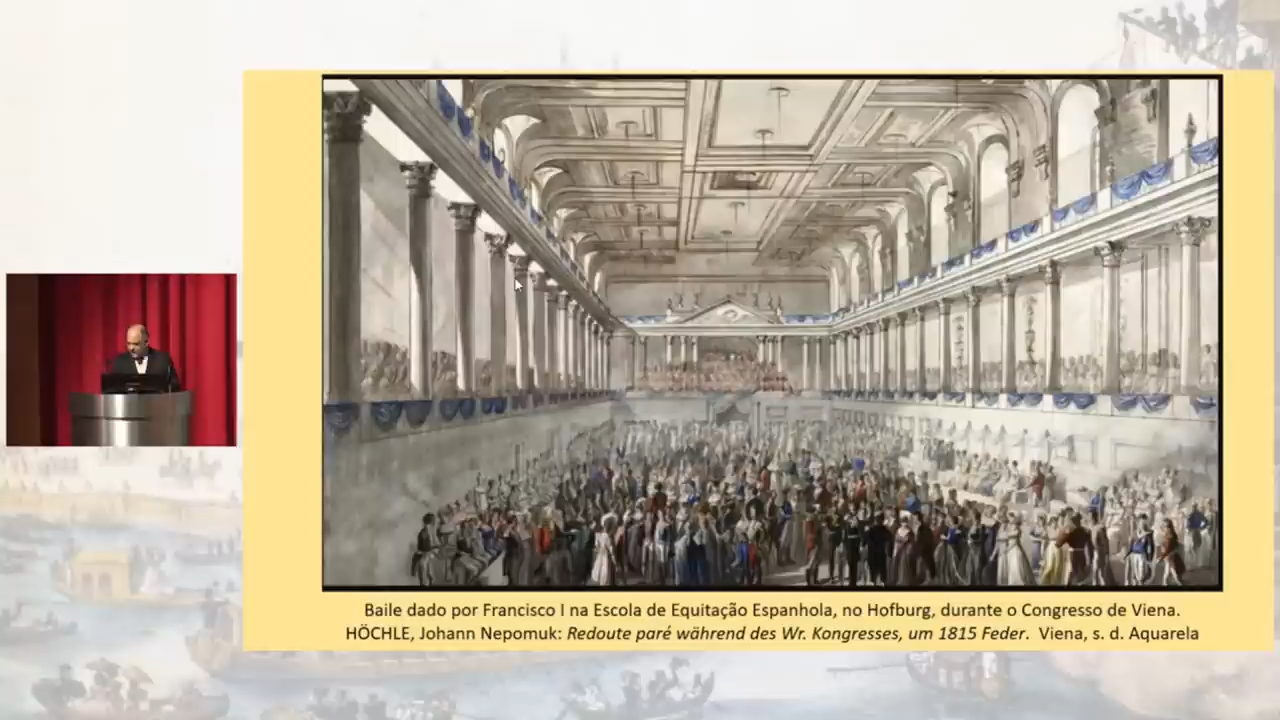 Baile dado por Francisco I na Escola de Equitação Espanhola, no Hofburg, durante o Congresso de Viena.
HÖCHLE, Johann Nepomuk: Redoute paré während des Wr. Kongresses, um 1815 Feder. Viena, s. d. Aquarela